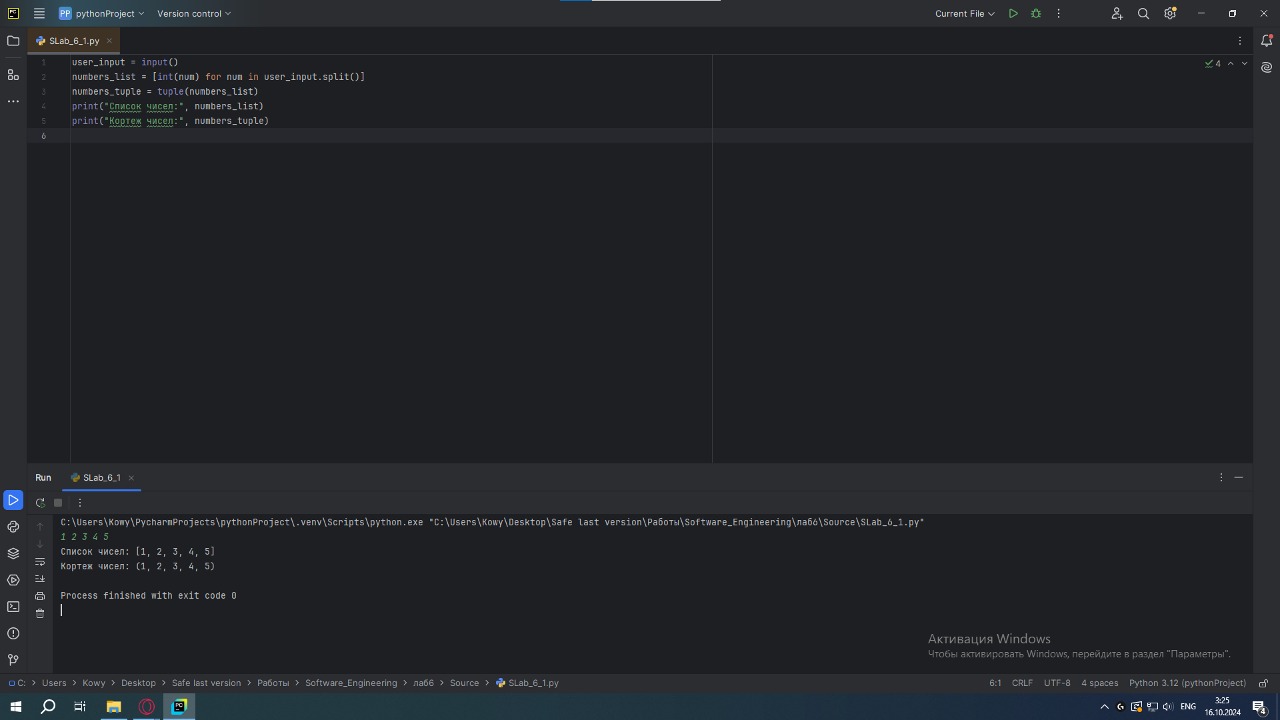 PC PP pythonProject Version control Current File
SLab_6_1.py
1 user_input = input()
2 numbers_list = [int(num) for num in user_input.split()]
3 numbers_tuple = tuple(numbers_list)
4 print("Список чисел:", numbers_list)
5 print("Кортеж чисел:", numbers_tuple)
6
4
Run SLab_6_1
C:\Users\Kowy\PycharmProjects\pythonProject\.venv\Scripts\python.exe "C:\Users\Kowy\Desktop\Safe last version\Работы\Software_Engineering\лаб6\Source\SLab_6_1.py"
1 2 3 4 5
Список чисел: [1, 2, 3, 4, 5]
Кортеж чисел: (1, 2, 3, 4, 5)
Process finished with exit code 0
Активация Windows
Чтобы активировать Windows, перейдите в раздел "Параметры".
C: Users Kowy Desktop Safe last version Работы Software_Engineering лаб6 Source SLab_6_1.py 6:1 CRLF UTF-8 4 spaces Python 3.12 (pythonProject)
PC ENG 3:25
16.10.2024
4